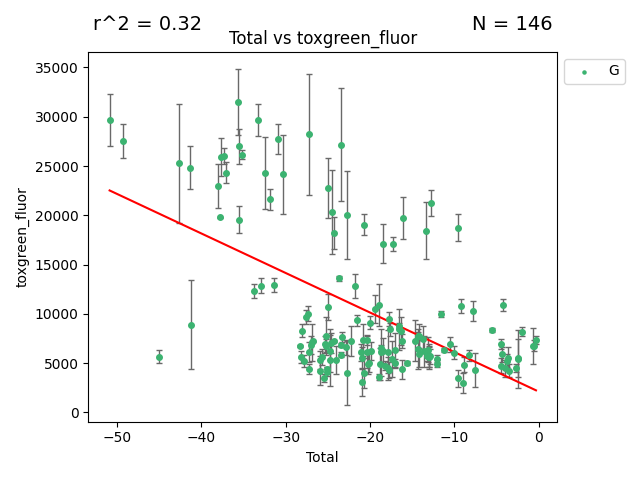 r^2 = 0.32
N = 146
Total vs toxgreen_fluor
G
toxgreen_fluor
35000
30000
25000
20000
15000
10000
5000
0
−50
−40
−30
−20
−10
0
Total